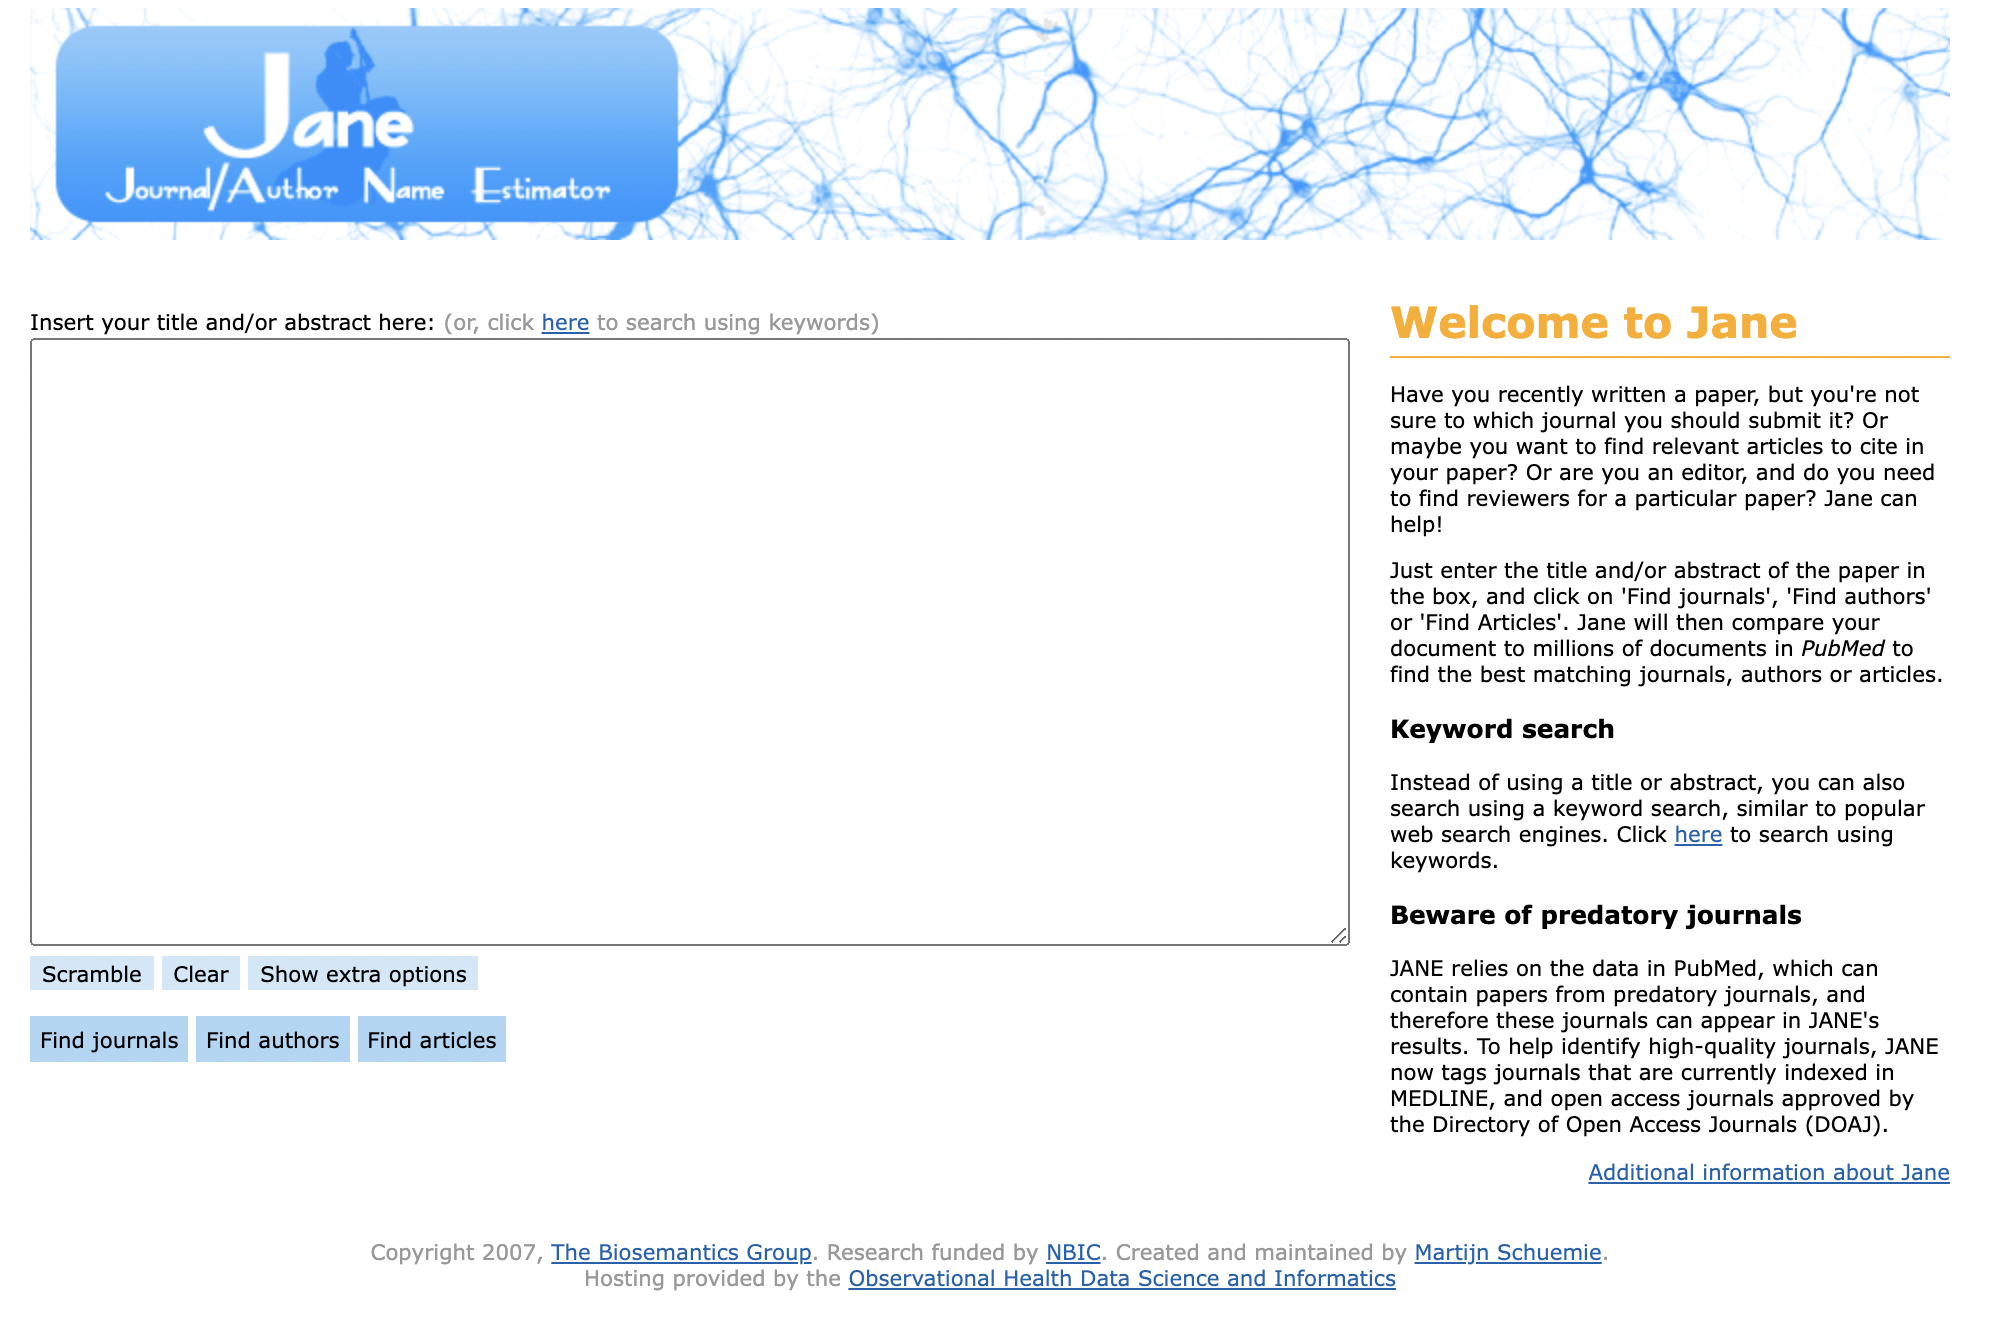 Jane
Journal/Author Name Estimator
Insert your title and/or abstract here: (or, click here to search using keywords)
Scramble Clear Show extra options
Find journals Find authors Find articles
Welcome to Jane
Have you recently written a paper, but you're not
sure to which journal you should submit it? Or
maybe you want to find relevant articles to cite in
your paper? Or are you an editor, and do you need
to find reviewers for a particular paper? Jane can
help!
Just enter the title and/or abstract of the paper in
the box, and click on 'Find journals', 'Find authors'
or 'Find Articles'. Jane will then compare your
document to millions of documents in PubMed to
find the best matching journals, authors or articles.
Keyword search
Instead of using a title or abstract, you can also
search using a keyword search, similar to popular
web search engines. Click here to search using
keywords.
Beware of predatory journals
JANE relies on the data in PubMed, which can
contain papers from predatory journals, and
therefore these journals can appear in JANE's
results. To help identify high-quality journals, JANE
now tags journals that are currently indexed in
MEDLINE, and open access journals approved by
the Directory of Open Access Journals (DOAJ).
Additional information about Jane
Copyright 2007, The Biosemantics Group. Research funded by NBIC. Created and maintained by Martijn Schuemie.
Hosting provided by the Observational Health Data Science and Informatics